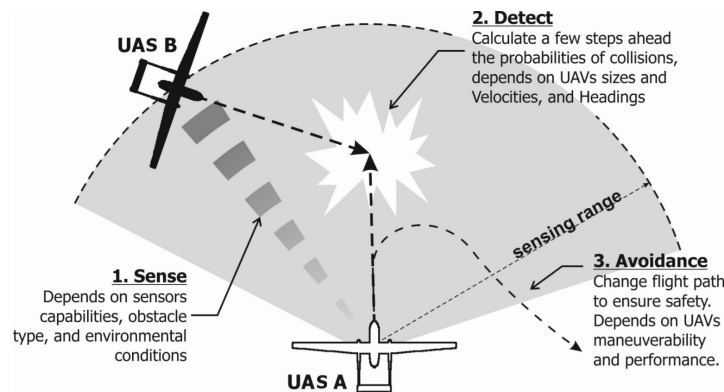 UAS B
2. Detect
Calculate a few steps ahead
the probabilities of collisions,
depends on UAVs sizes and
Velocities, and Headings
sensing range
1. Sense
Depends on sensors
capabilities, obstacle
type, and environmental
conditions
3. Avoidance
Change flight path
to ensure safety.
Depends on UAVs
maneuverability
and performance.
UAS A